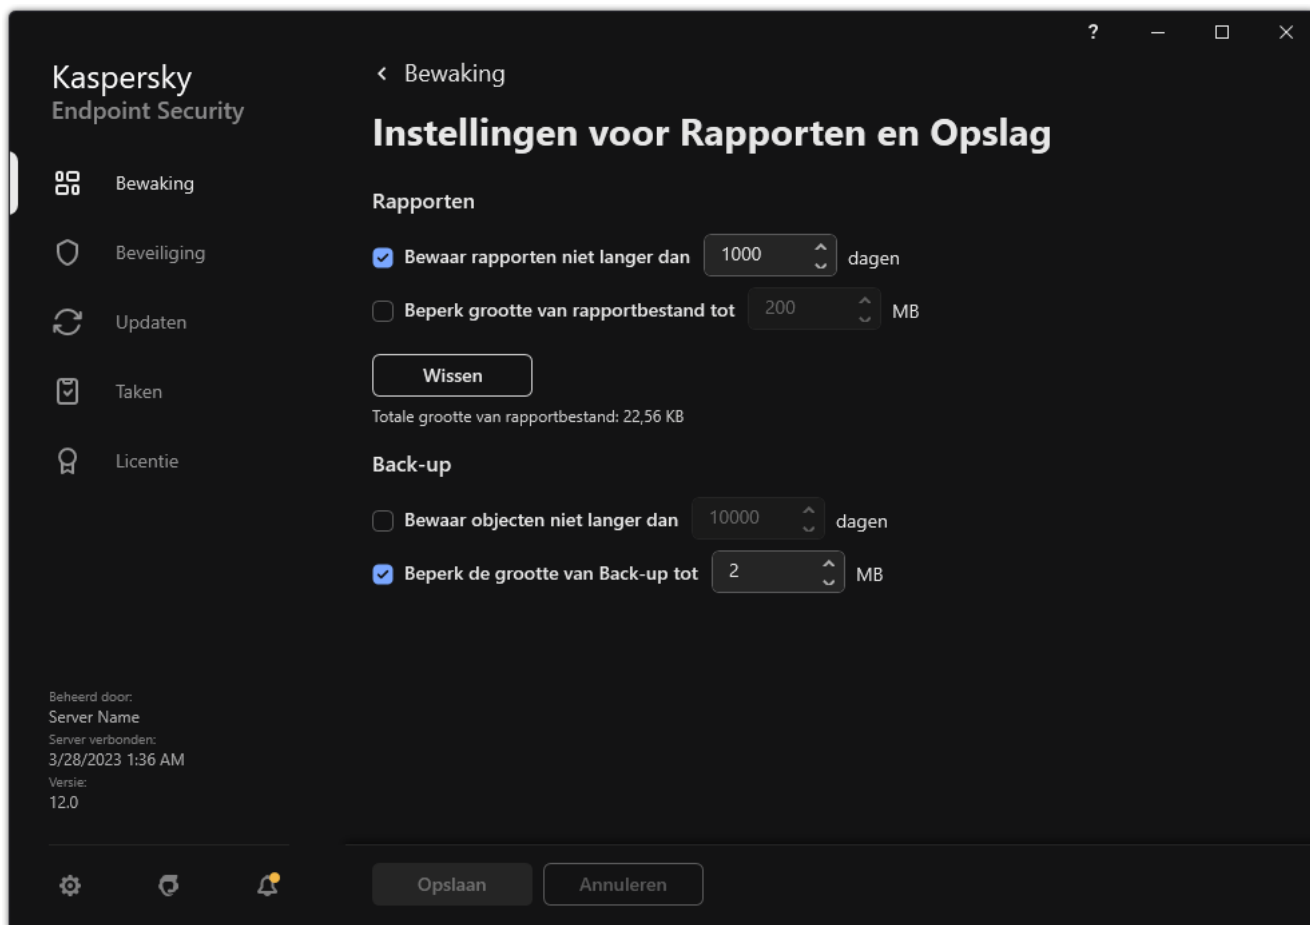 ?
Kaspersky
Endpoint Security
Bewaking
Beveiliging
Updaten
Taken
Licentie
Beheerd door:
Server Name
Server verbonden:
3/28/2023 1:36 AM
Versie:
12.0
Bewaking
Instellingen voor Rapporten en Opslag
Rapporten
Bewaar rapporten niet langer dan 1000 dagen
Beperk grootte van rapportbestand tot 200 MB
Wissen
Totale grootte van rapportbestand: 22,56 KB
Back-up
Bewaar objecten niet langer dan 10000 dagen
Beperk de grootte van Back-up tot 2 MB
Opslaan Annuleren